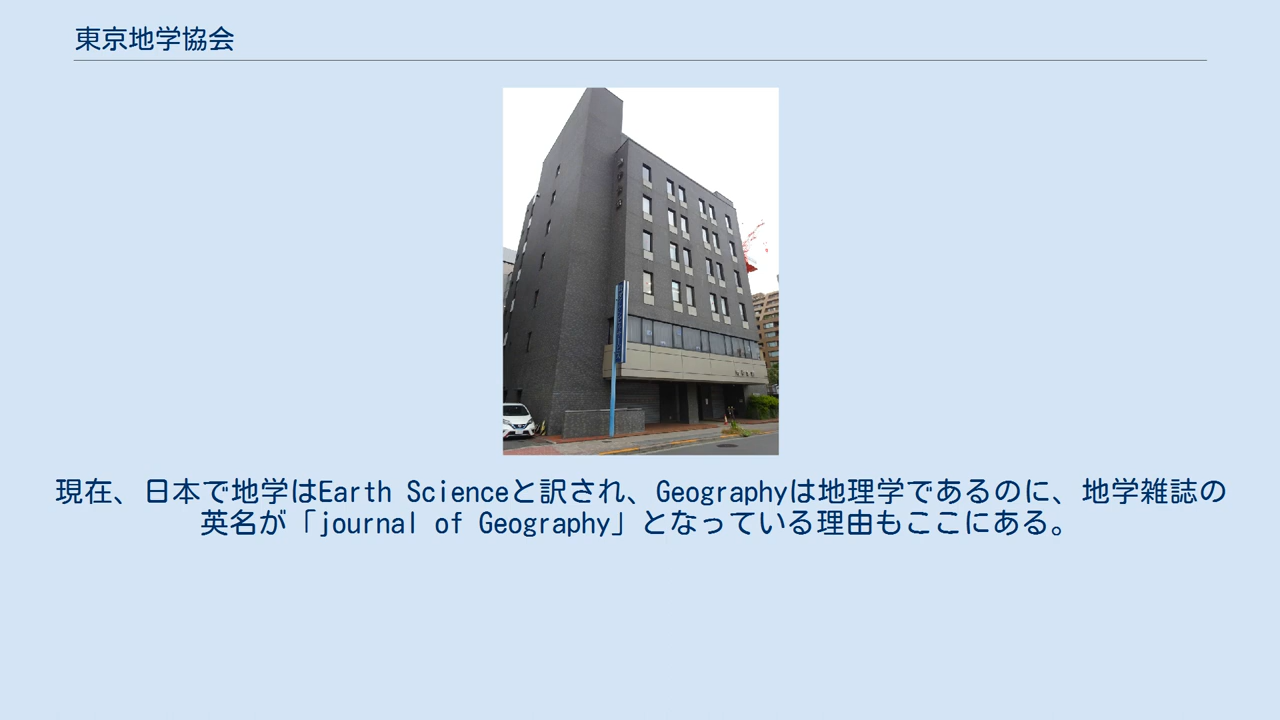 東京地学協会
現在、日本で地学はEarth Scienceと訳され、Geographyは地理学であるのに、地学雑誌の
英名が「journal of Geography」となっている理由もここにある。